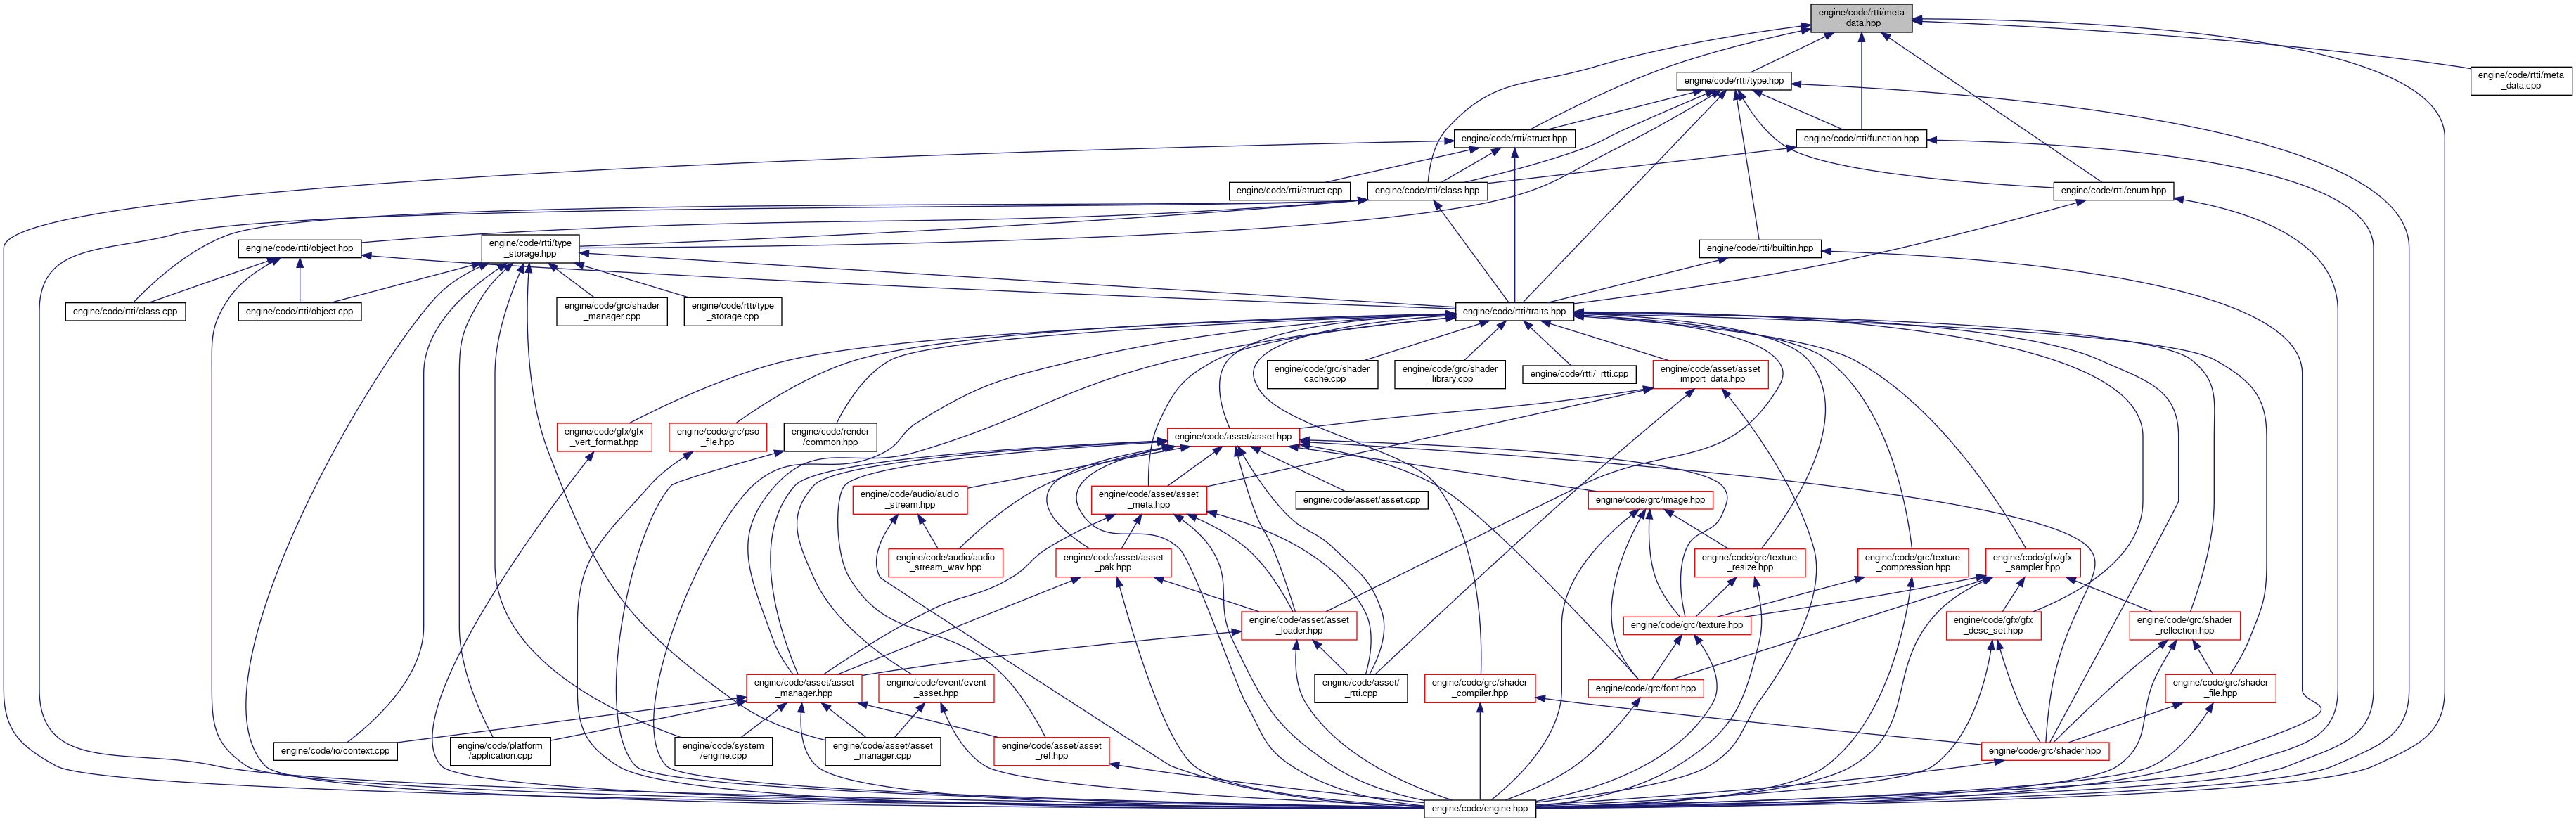 engine/code/rtti/meta
_data.hpp
engine/code/rtti/type.hpp
engine/code/rtti/meta
_data.cpp
engine/code/rtti/struct.hpp
engine/code/rtti/function.hpp
engine/code/rtti/struct.cpp
engine/code/rtti/class.hpp
engine/code/rtti/enum.hpp
engine/code/rtti/object.hpp
engine/code/rtti/type
_storage.hpp
engine/code/rtti/builtin.hpp
engine/code/rtti/class.cpp
engine/code/rtti/object.cpp
engine/code/grc/shader
_manager.cpp
engine/code/rtti/type
_storage.cpp
engine/code/rtti/traits.hpp
engine/code/grc/shader
_cache.cpp
engine/code/grc/shader
_library.cpp
engine/code/rtti/_rtti.cpp
engine/code/asset/asset
_import_data.hpp
engine/code/gfx/gfx
_vert_format.hpp
engine/code/grc/pso
_file.hpp
engine/code/render
/common.hpp
engine/code/asset/asset.hpp
engine/code/audio/audio
_stream.hpp
engine/code/asset/asset
_meta.hpp
engine/code/asset/asset.cpp
engine/code/grc/image.hpp
engine/code/audio/audio
_stream_wav.hpp
engine/code/asset/asset
_pak.hpp
engine/code/grc/texture
_resize.hpp
engine/code/grc/texture
_compression.hpp
engine/code/gfx/gfx
_sampler.hpp
engine/code/asset/asset
_loader.hpp
engine/code/grc/texture.hpp
engine/code/gfx/gfx
_desc_set.hpp
engine/code/grc/shader
_reflection.hpp
engine/code/asset/asset
_manager.hpp
engine/code/event/event
_asset.hpp
engine/code/asset/
_rtti.cpp
engine/code/grc/shader
_compiler.hpp
engine/code/grc/font.hpp
engine/code/grc/shader
_file.hpp
engine/code/io/context.cpp
engine/code/platform
/application.cpp
engine/code/system
/engine.cpp
engine/code/asset/asset
_manager.cpp
engine/code/asset/asset
_ref.hpp
engine/code/grc/shader.hpp
engine/code/engine.hpp